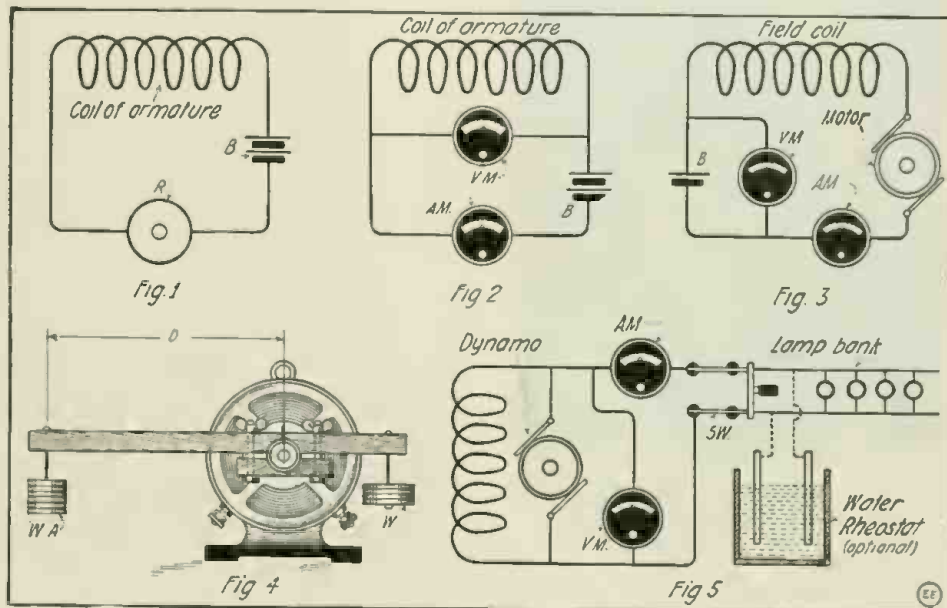 Coil of armature
B
R
Fig. 1
Coil of armature
VM
AM.
B
Fig 2
Field coil
Motor
B
VM
AM
Fig. 3
D
WA
W
Fig 4
Dynamo
AM
Lamp bank
SW.
VM.
Water
Rheostat
(optional)
Fig 5
EE